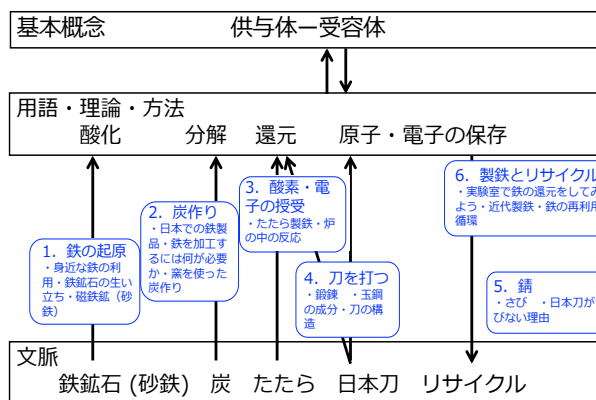 基本概念
供与体ー受容体
用語・理論・方法
酸化
分解
還元
原子・電子の保存
1．鉄の起原
・身近な鉄の利
用・鉄鉱石の生い
立ち・磁鉄鉱（砂
鉄）
2．炭作り
・日本での鉄製
品・鉄を加工す
るには何が必要
か・窯を使った
炭作り
3．酸素・電
子の授受
・たたら製鉄・炉
の中の反応
4．刀を打つ
・鍛錬　・玉鋼
の成分・刀の構
造
6．製鉄とリサイクル
・実験室で鉄の還元をしてみ
よう・近代製鉄・鉄の再利用
循環
5．錆
・さび　・日本刀が
びない理由
文脈
鉄鉱石 (砂鉄)
炭
たたら
日本刀
リサイクル